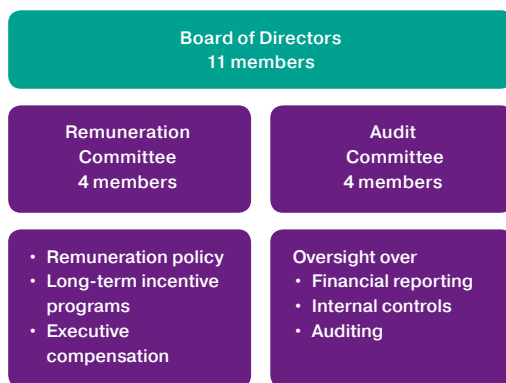 Board of Directors
11 members
Remuneration
Committee
4 members
Audit
Committee
4 members
• Remuneration policy
• Long-term incentive
programs
• Executive
compensation
Oversight over
• Financial reporting
• Internal controls
• Auditing